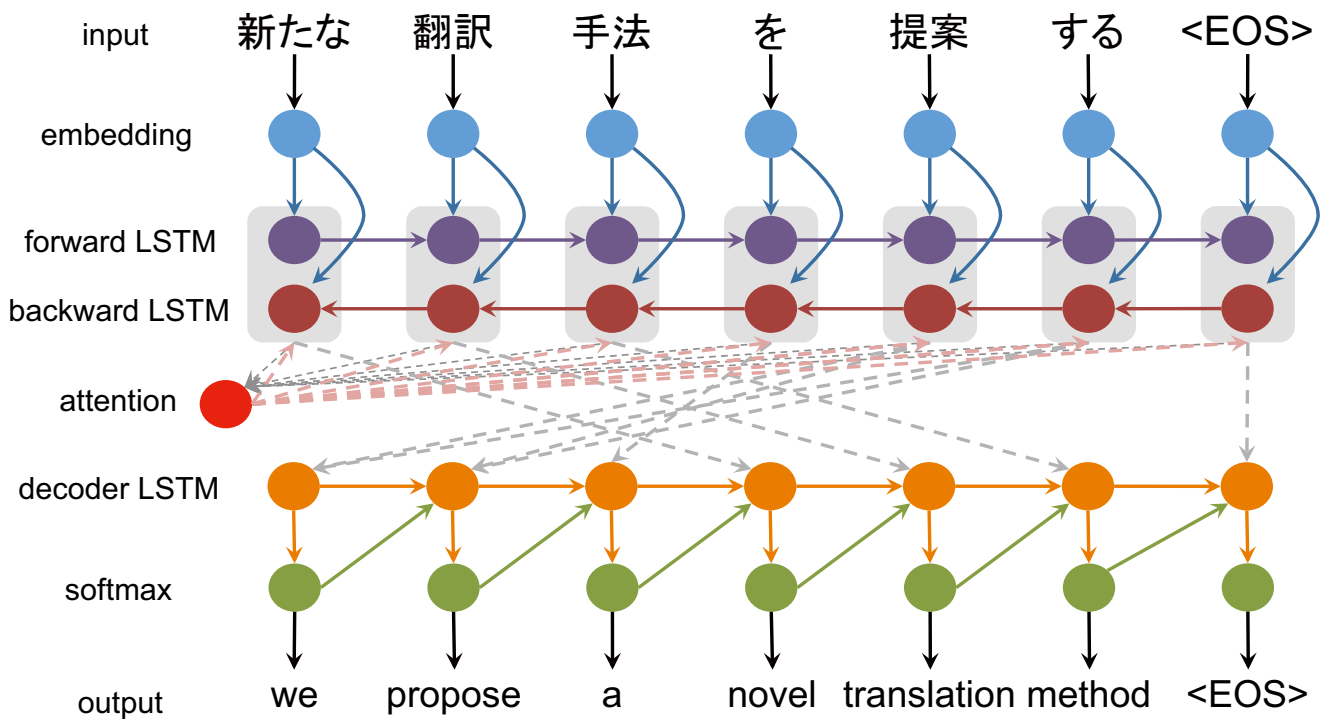 input 新たな 翻訳 手法 を 提案 する <EOS>
embedding
forward LSTM
backward LSTM
attention
decoder LSTM
softmax
output we propose a novel translation method <EOS>